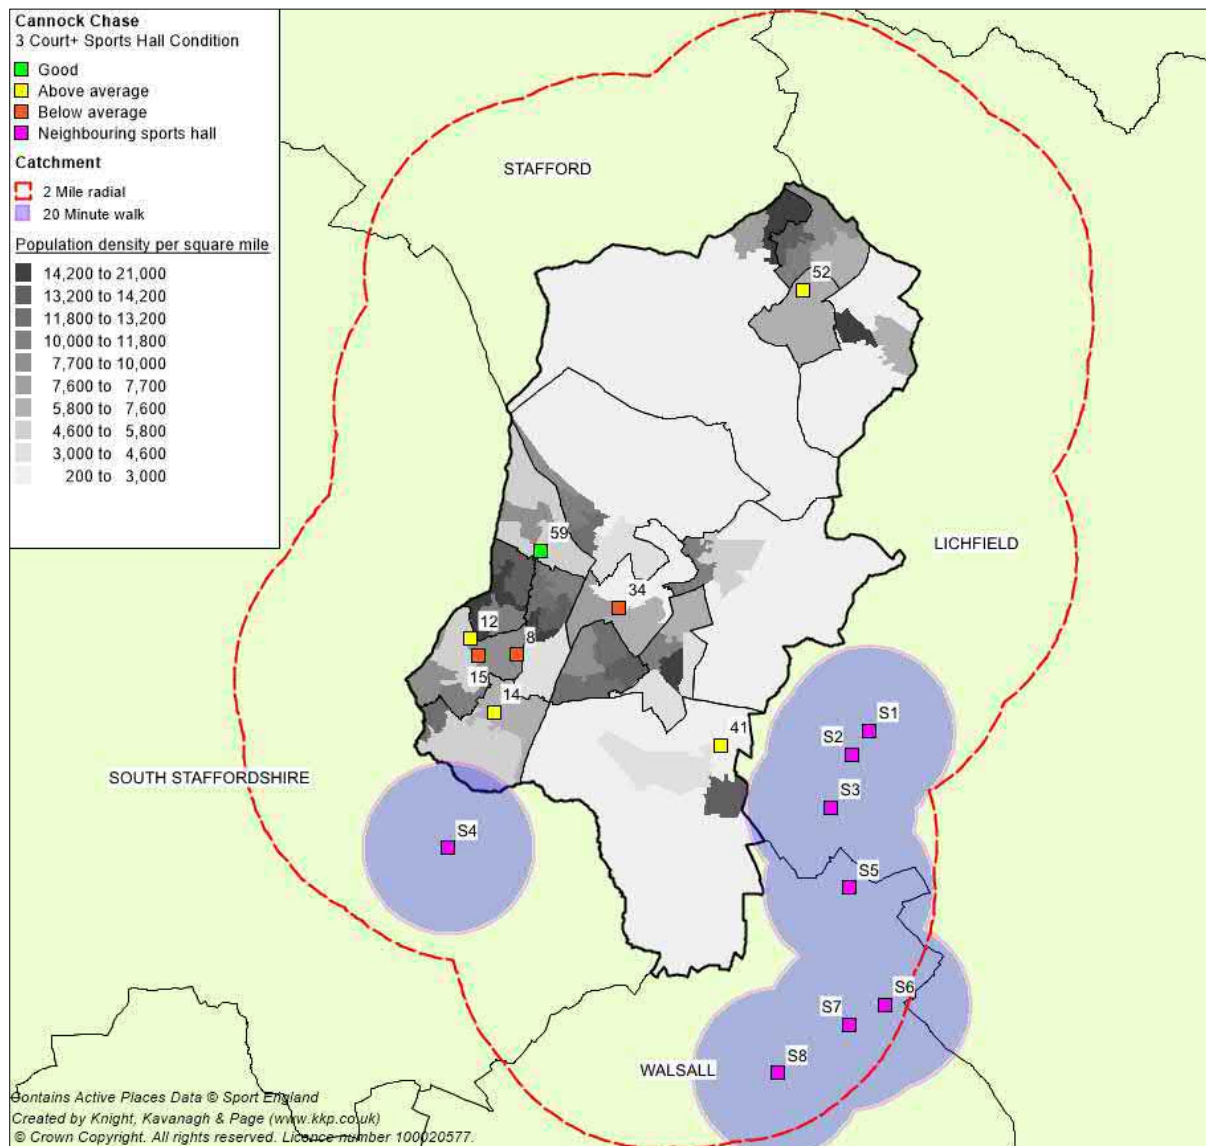 Cannock Chase
3 Court+ Sports Hall Condition
Good
Above average
Below average
Neighbouring sports hall
Catchment
2 Mile radial
20 Minute walk
Population density per square mile
14,200 to 21,000
13,200 to 14,200
11,800 to 13,200
10,000 to 11,800
7,700 to 10,000
7,600 to 7,700
5,800 to 7,600
4,600 to 5,800
3,000 to 4,600
200 to 3,000
STAFFORD
52
59
LICHFIELD
34
12
8
15
14
S1
41
S2
SOUTH STAFFORDSHIRE
S3
S4
S5
S6
S7
S8
WALSALL
Contains Active Places Data © Sport England
Created by Knight, Kavanagh & Page (www.kkp.co.uk)
© Crown Copyright. All rights reserved. Licence number 100020577.